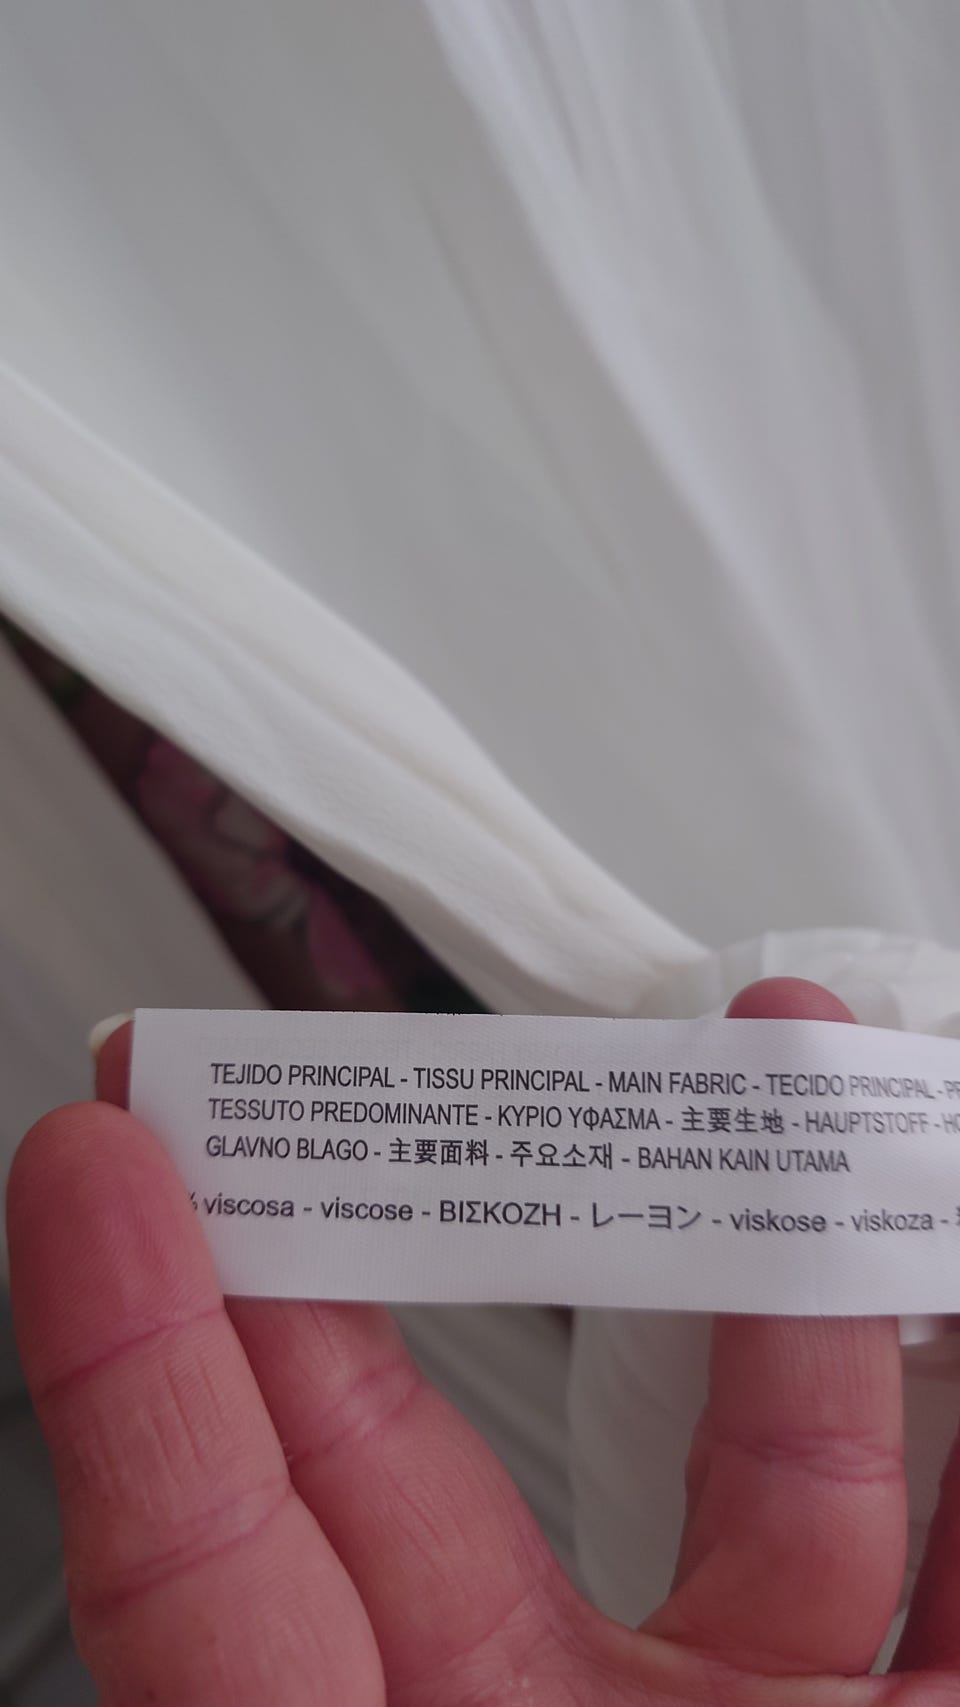 TEJIDO PRINCIPAL - TISSU PRINCIPAL - MAIN FABRIC - TECIDO PRINCIPAL -
TESSUTO PREDOMINANTE - ΚΥΡΙΟ ΥΦΑΣΜΑ - 主要生地 - HAUPTSTOFF -
GLAVNO BLAGO - 主要面料 - 주요소재 - BAHAN KAIN UTAMA
% viscosa - viscose - ΒΙΣΚΟΖΗ - レーヨン - viskose - viskoza -